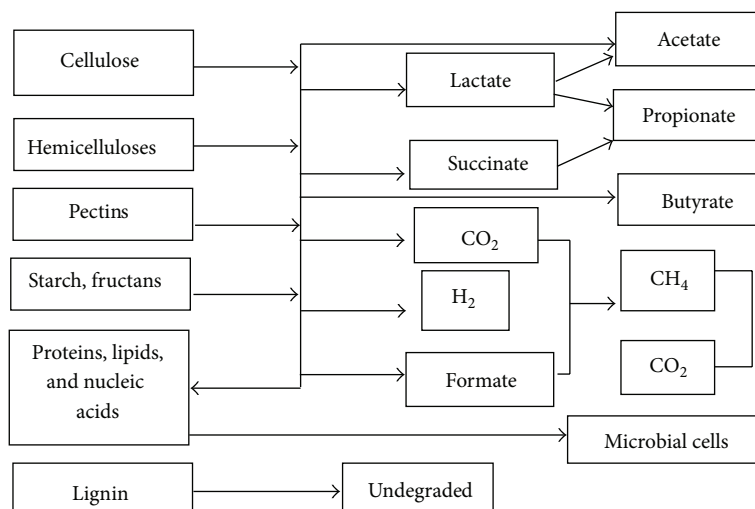 Cellulose
Hemicelluloses
Pectins
Starch, fructans
Proteins, lipids,
and nucleic
acids
Lignin
Lactate
Succinate
CO₂
H₂
Formate
Undegraded
Acetate
Propionate
Butyrate
CH₄
CO₂
Microbial cells